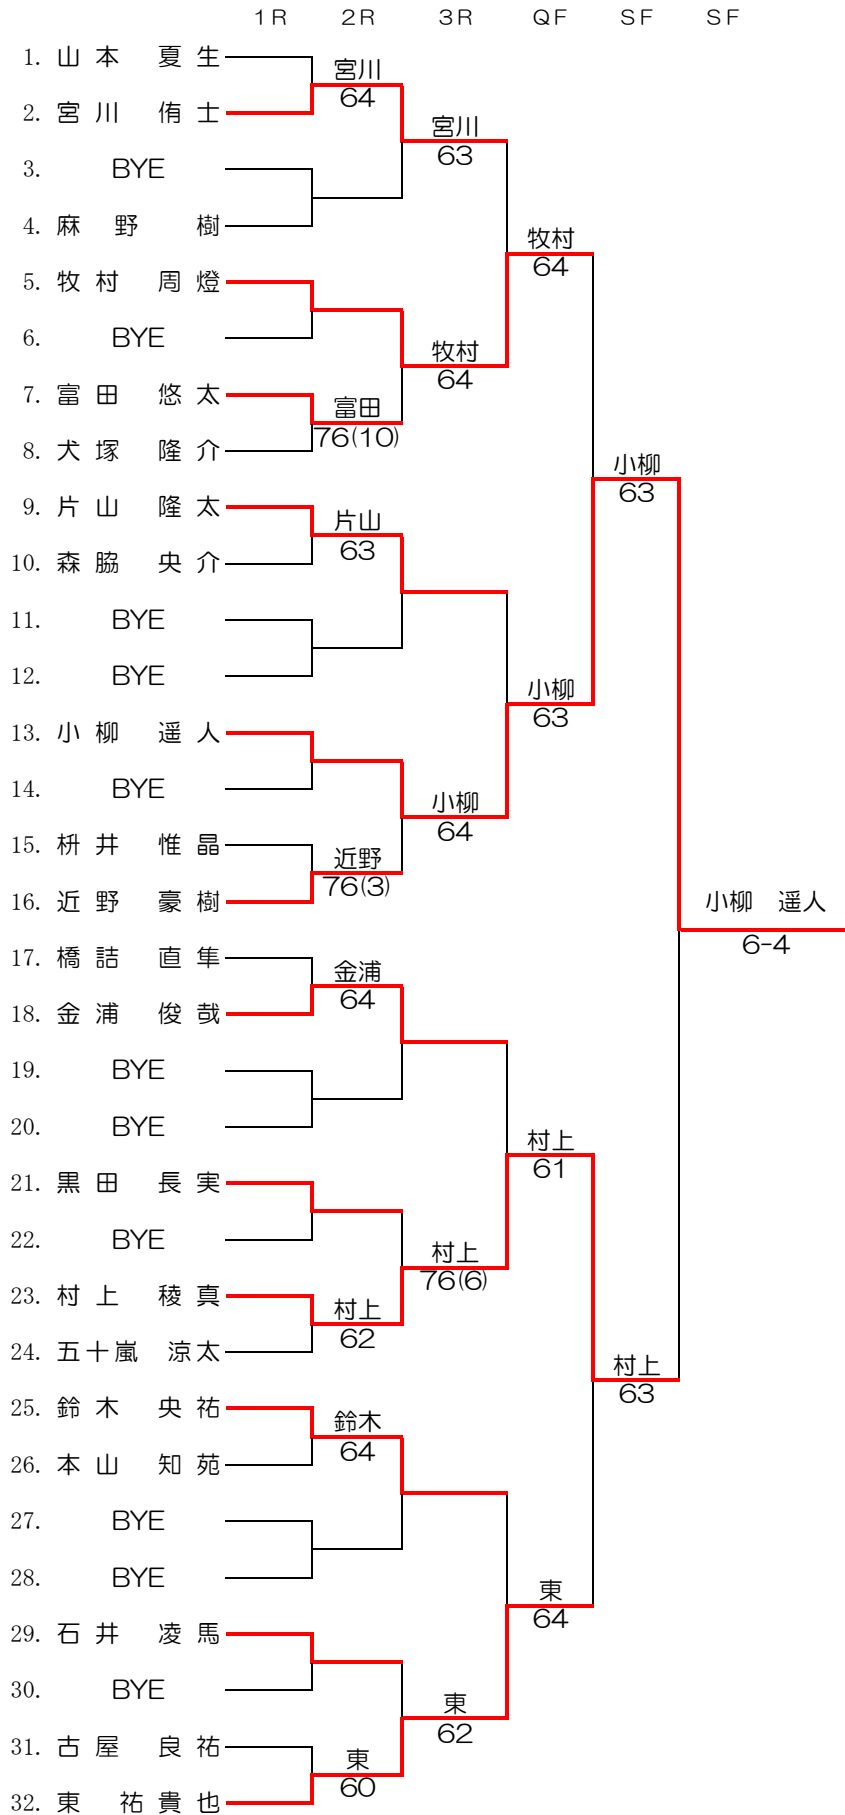 1R 2R 3R QF SF SF
1. 山本 夏生
宮川
64
2. 宮川 侑士
宮川
63
3. BYE
4. 麻野 樹
牧村
64
5. 牧村 周燈
6. BYE
牧村
64
7. 富田 悠太
富田
76(10)
8. 犬塚 隆介
小柳
63
9. 片山 隆太
片山
63
10. 森脇 央介
11. BYE
12. BYE
小柳
63
13. 小柳 遥人
14. BYE
小柳
64
15. 枡井 惟晶
近野
76(3)
16. 近野 豪樹
小柳 遥人
6-4
17. 橋詰 直隼
金浦
64
18. 金浦 俊哉
19. BYE
20. BYE
村上
61
21. 黒田 長実
22. BYE
村上
76(6)
23. 村上 稜真
村上
62
24. 五十嵐 涼太
村上
63
25. 鈴木 央祐
鈴木
64
26. 本山 知苑
27. BYE
28. BYE
東
64
29. 石井 凌馬
30. BYE
東
62
31. 古屋 良祐
東
60
32. 東 祐貴也